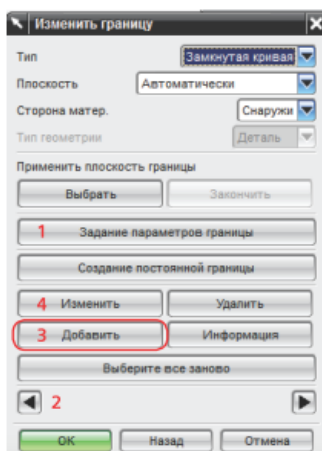 Изменить границу
Тип Замкнутая кривая
Плоскость Автоматически
Сторона матер. Снаружи
Тип геометрии Деталь
Применить плоскость границы
Выбрать Закончить
1 Задание параметров границы
Создание постоянной границы
4 Изменить Удалить
3 Добавить Информация
Выберите все заново
2
OK Назад Отмена